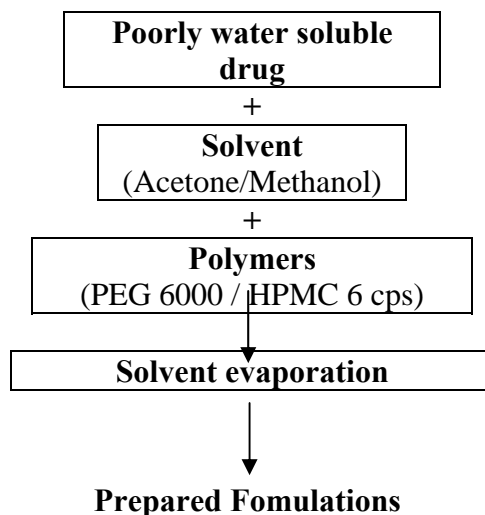 Poorly water soluble
drug
+
Solvent
(Acetone/Methanol)
+
Polymers
(PEG 6000 / HPMC 6 cps)
Solvent evaporation
Prepared Fomulations